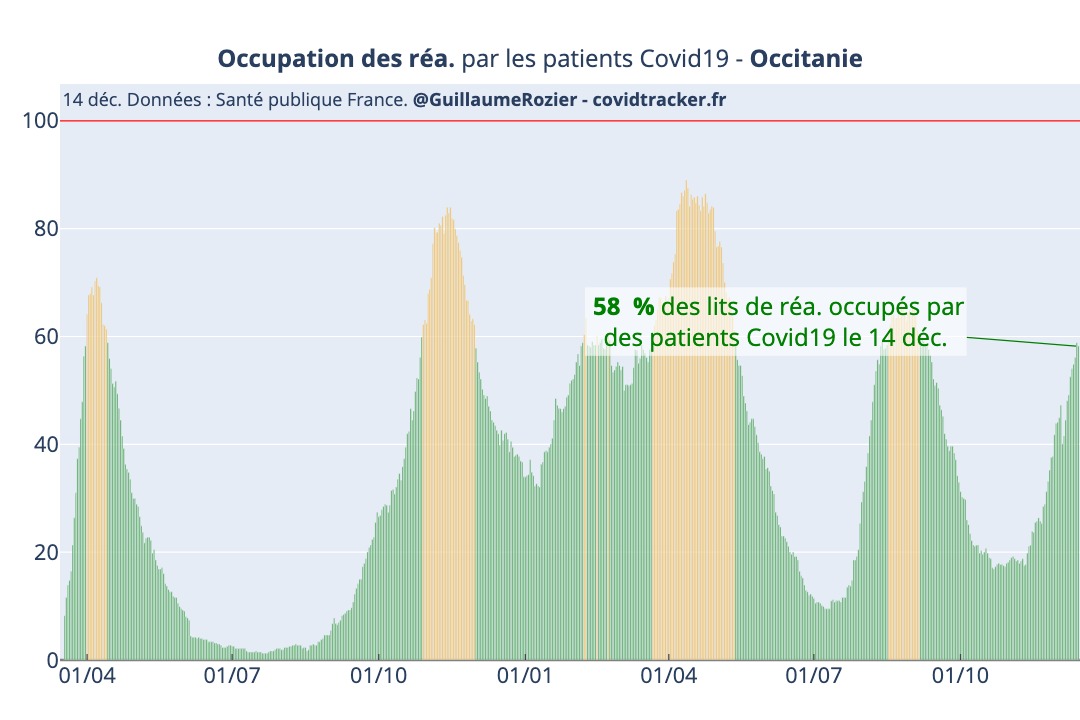 Occupation des réa. par les patients Covid19 - Occitanie
14 déc. Données : Santé publique France. @GuillaumeRozier - covidtracker.fr
100
80
60
40
20
0
58 % des lits de réa. occupés par
des patients Covid19 le 14 déc.
01/04 01/07 01/10 01/01 01/04 01/07 01/10